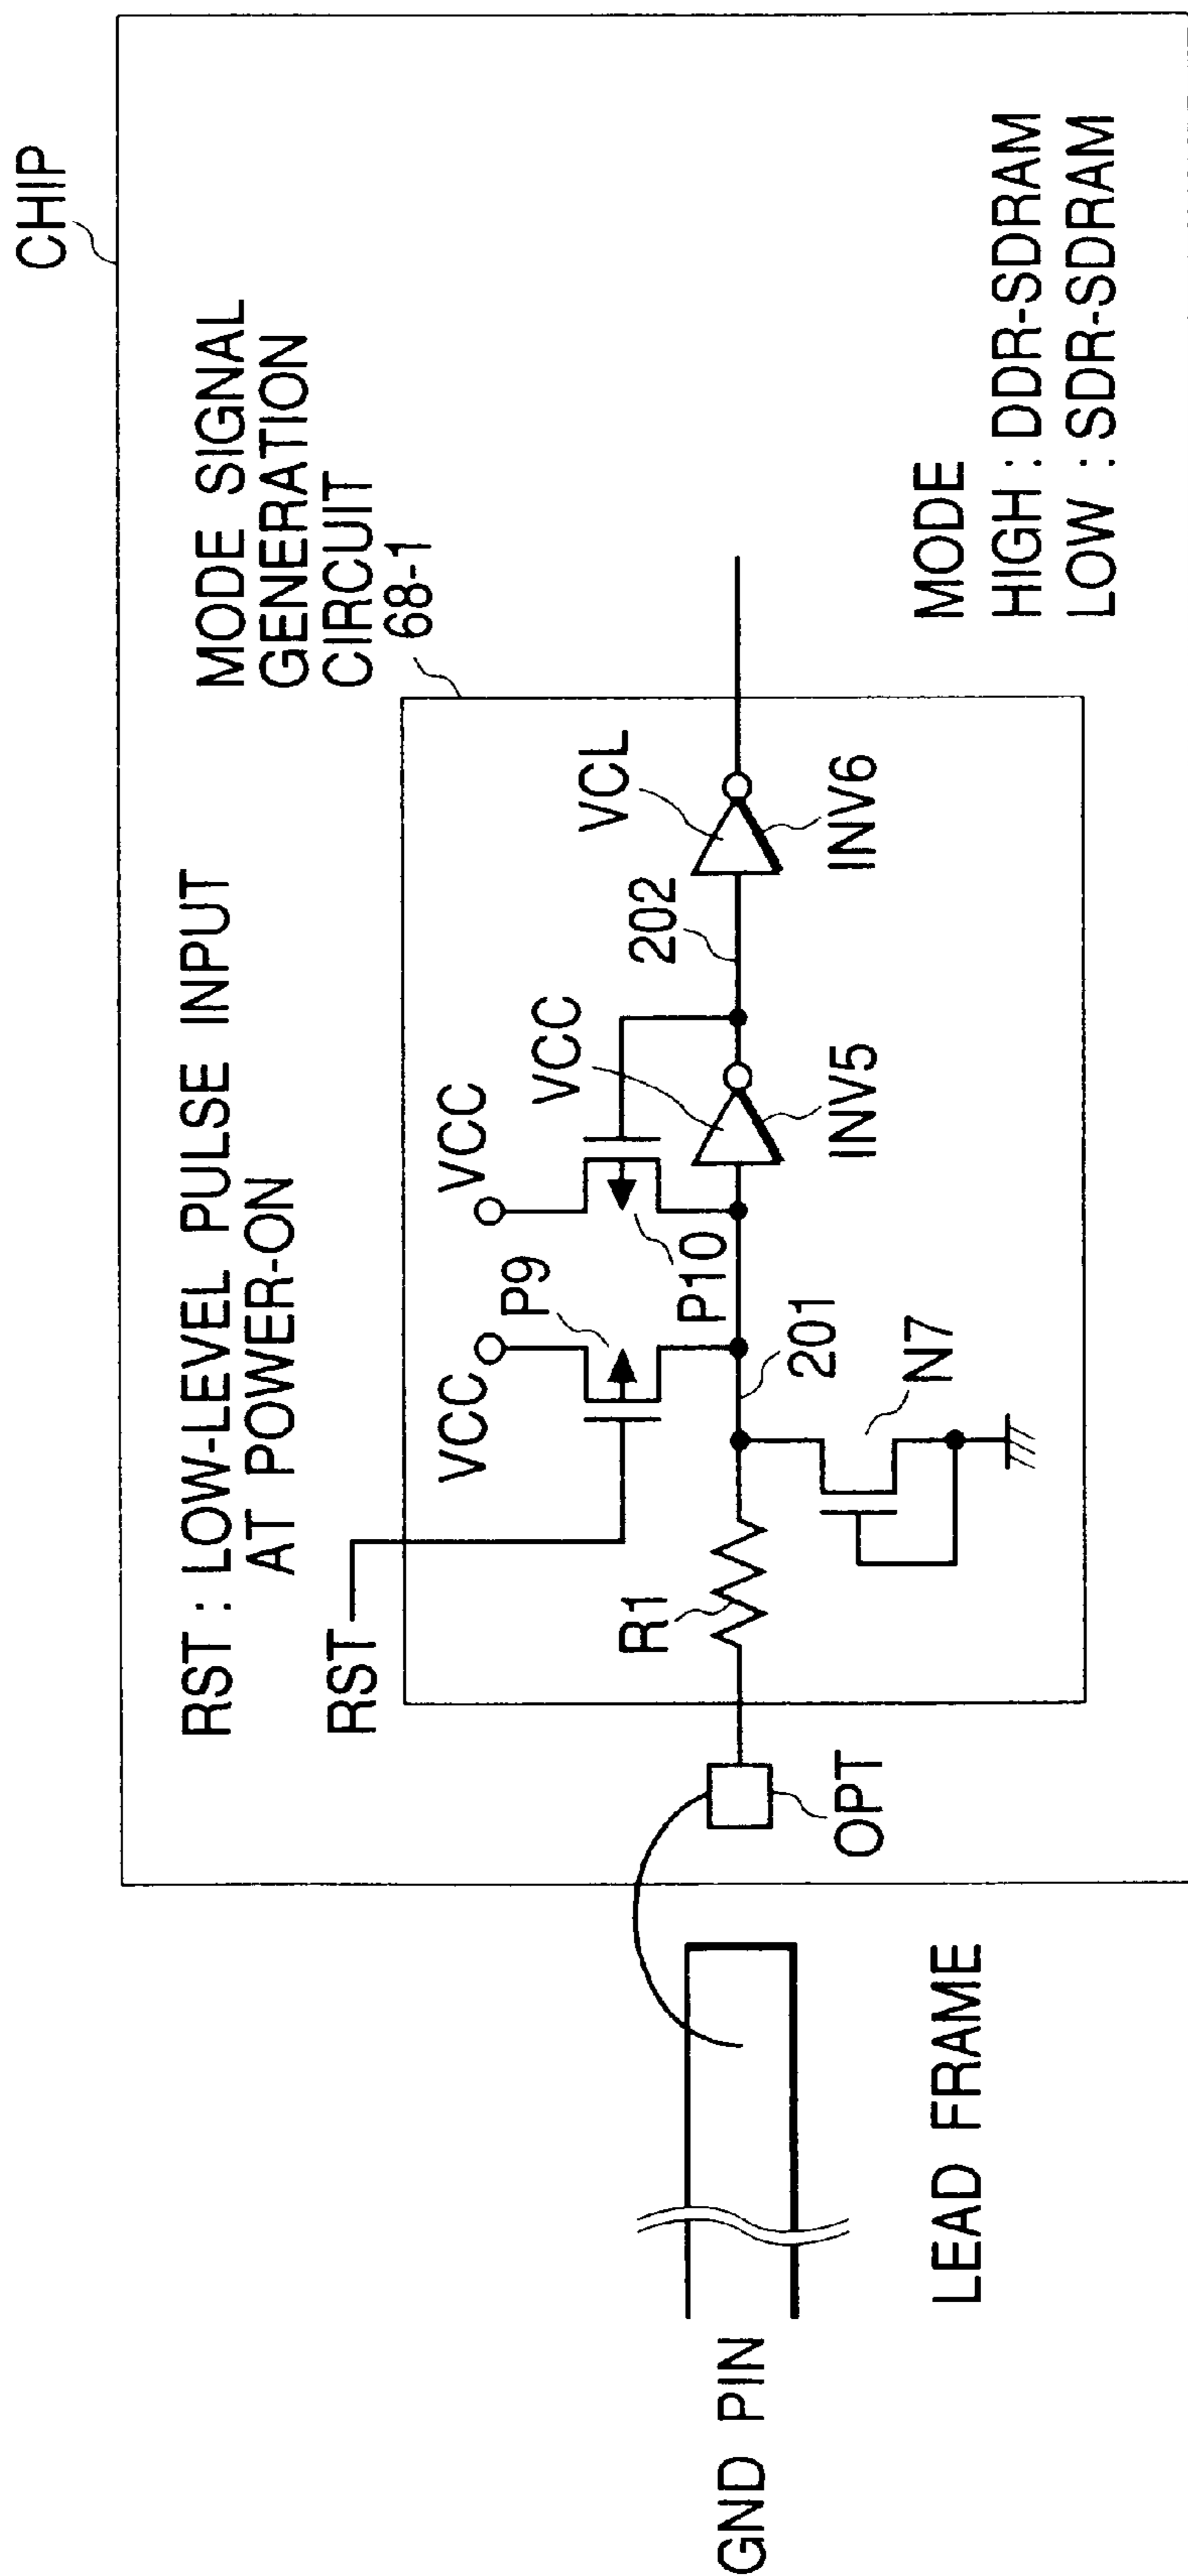 CHIP
RST : LOW-LEVEL PULSE INPUT
AT POWER-ON
MODE SIGNAL
GENERATION
CIRCUIT
68-1
RST
VCC
P9
VCC
VCC
P10
VCL
202
R1
201
INV5
INV6
N7
OPT
GND PIN
LEAD FRAME
MODE
HIGH : DDR-SDRAM
LOW : SDR-SDRAM